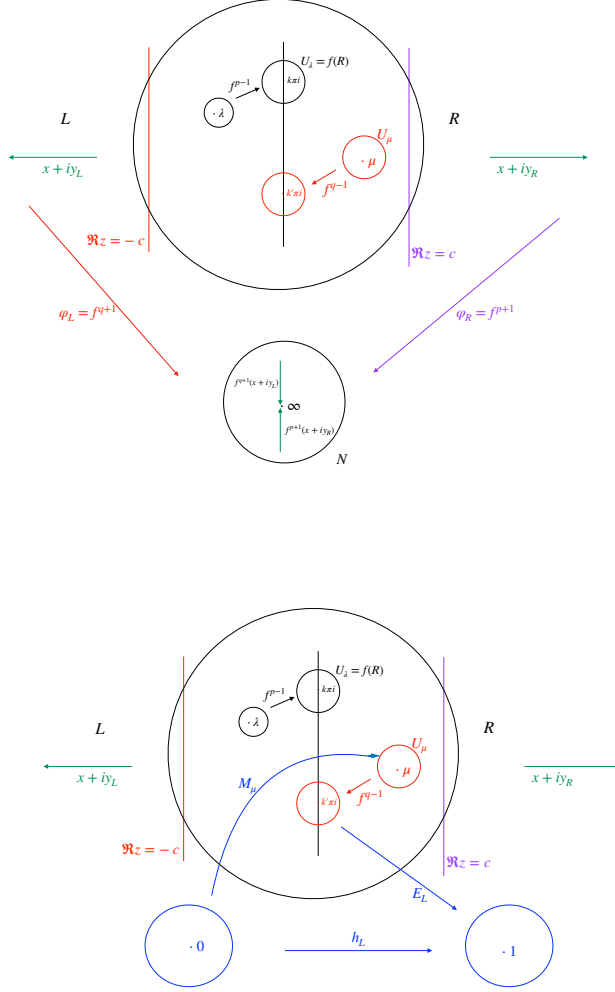 U_λ = f(R)
f^{p-1}
kπi
· λ
L
R
U_μ
· μ
x + iy_L
x + iy_R
k'πi
f^{q-1}
ℜz = − c
ℜz = c
φ_L = f^{q+1}
φ_R = f^{p+1}
f^{q+1}(x + iy_L)
· ∞
f^{p+1}(x + iy_R)
N
U_λ = f(R)
f^{p-1}
kπi
· λ
L
R
U_μ
· μ
x + iy_L
x + iy_R
M_μ
k'πi
f^{q-1}
ℜz = − c
ℜz = c
E_L
· 0
h_L
· 1